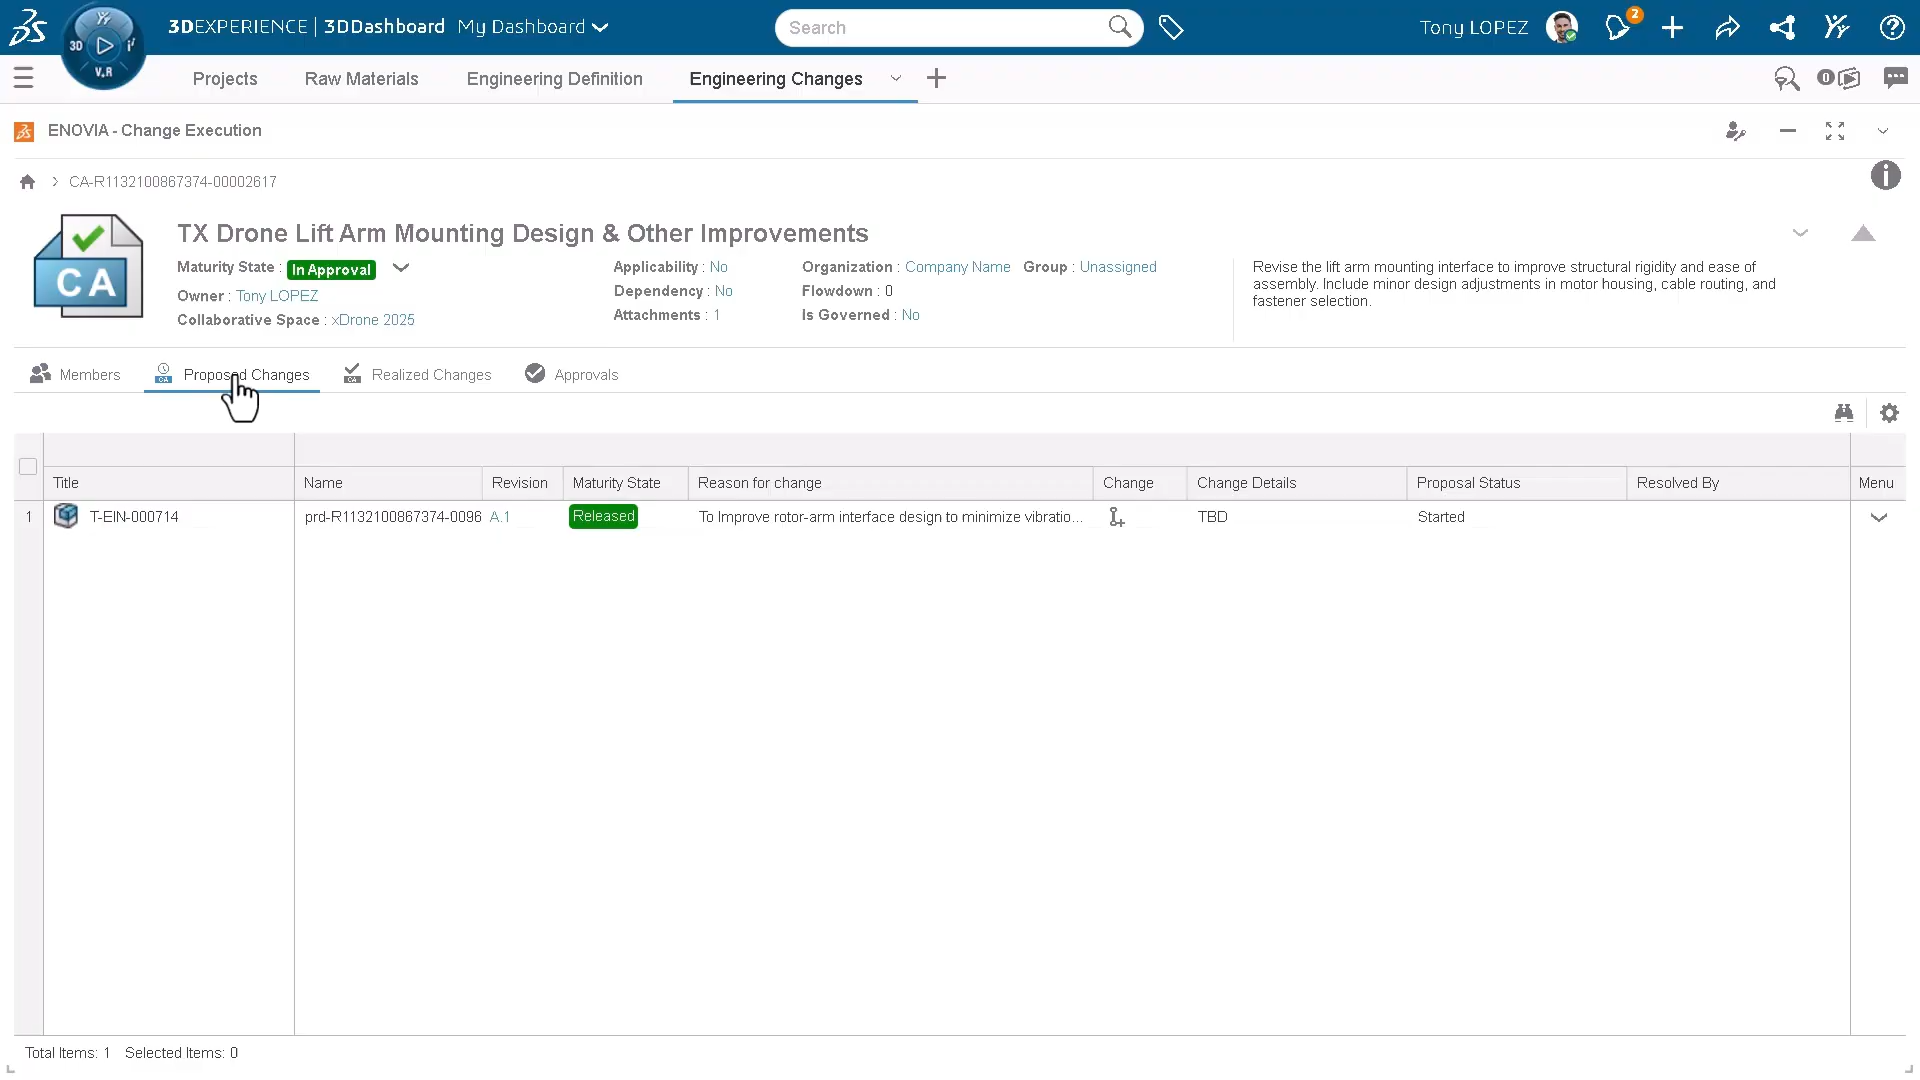 3DEXPERIENCE | 3DDashboard My Dashboard
Search
Tony LOPEZ
2
3D
V.R
Projects
Raw Materials
Engineering Definition
Engineering Changes
0
ENOVIA - Change Execution
CA-R1132100867374-00002617
CA
TX Drone Lift Arm Mounting Design & Other Improvements
Maturity State : In Approval
Owner : Tony LOPEZ
Collaborative Space : xDrone 2025
Applicability : No
Dependency : No
Attachments : 1
Organization : Company Name Group : Unassigned
Flowdown : 0
Is Governed : No
Revise the lift arm mounting interface to improve structural rigidity and ease of
assembly. Include minor design adjustments in motor housing, cable routing, and
fastener selection.
Members
Proposed Changes
Realized Changes
Approvals
Title
Name
Revision
Maturity State
Reason for change
Change
Change Details
Proposal Status
Resolved By
Menu
1
T-EIN-000714
prd-R1132100867374-0096
A.1
Released
To Improve rotor-arm interface design to minimize vibratio...
TBD
Started
Total Items: 1 Selected Items: 0